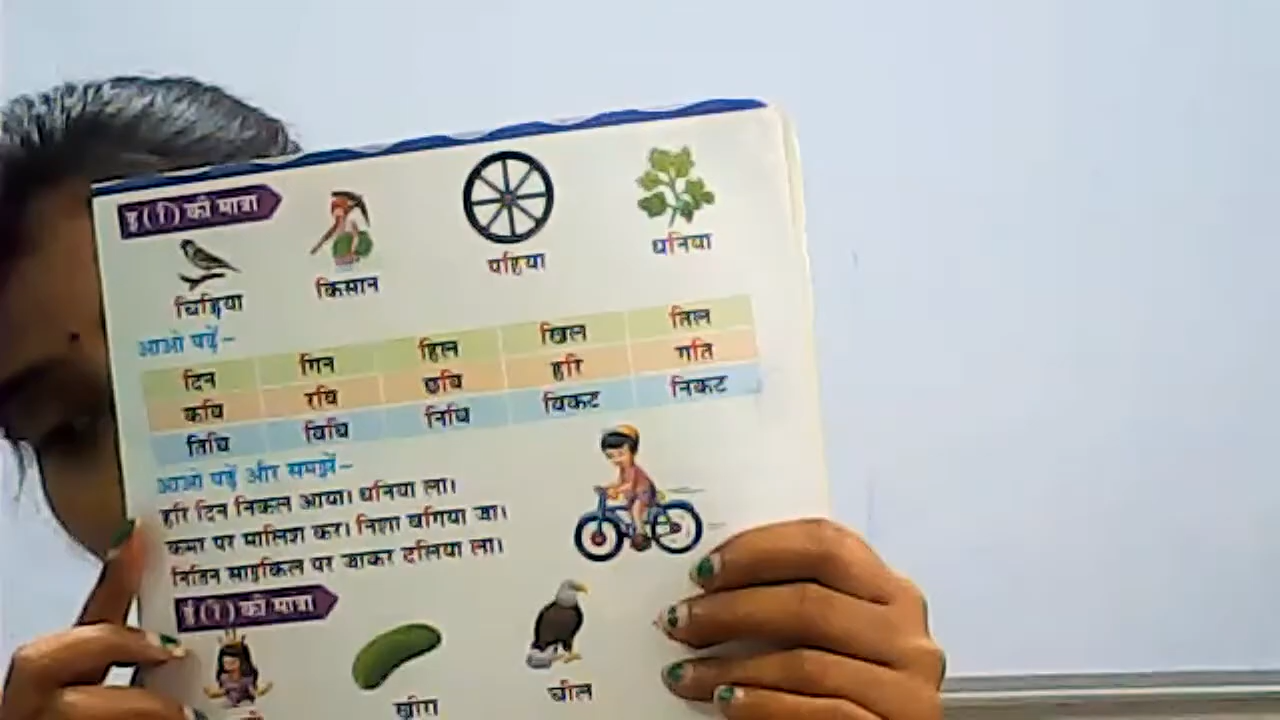 इ (ि) की मात्रा
चिड़िया किसान पहिया धनिया
आओ पढ़ें-
दिन गिन हिल खिल तिल
कवि रवि छवि हरि गति
तिथि विधि निधि विकट निकट
आओ पढ़ें और समझें-
हरि दिन निकल आया। धनिया ला।
कमा पर मालिश कर। निशा बगिया जा।
नितिन साइकिल पर जाकर दलिया ला।
ई (ी) की मात्रा
खीरा चील